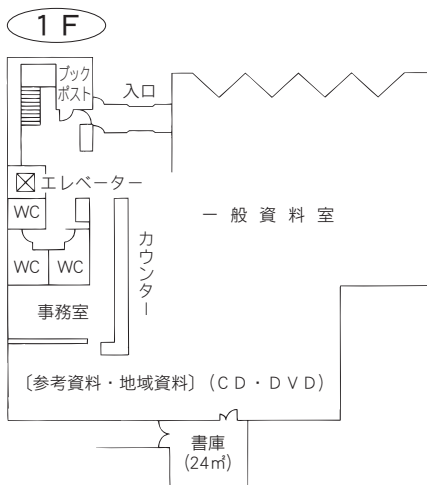 1F
ブック
ポスト
入口
エレベーター
WC
一般資料室
カウンター
WC
WC
事務室
〔参考資料・地域資料〕(CD・DVD)
書庫
(24㎡)